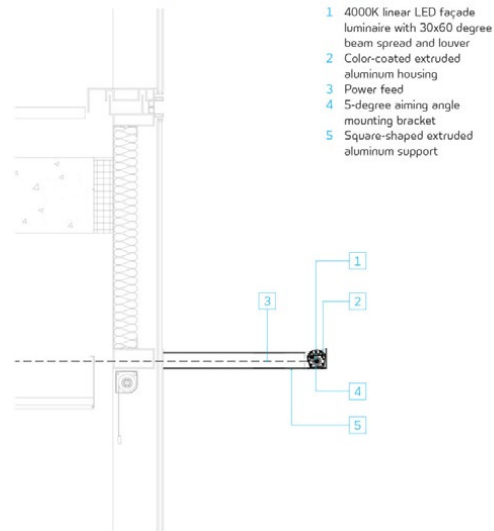 1 4000K linear LED façade
luminaire with 30x60 degree
beam spread and louver
2 Color-coated extruded
aluminum housing
3 Power feed
4 5-degree aiming angle
mounting bracket
5 Square-shaped extruded
aluminum support
1
3
2
4
5